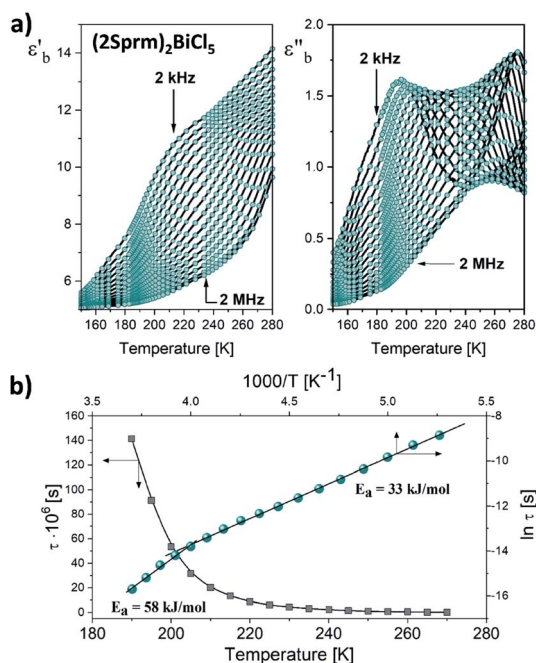 a)
(2Sprm)₂BiCl₅
ε'b
14
12
10
8
6
2 kHz
2 MHz
150 160 180 200 220 240 260 280
Temperature [K]
ε"b
2.0
1.5
1.0
0.5
0.0
2 kHz
2 MHz
150 160 180 200 220 240 260 280
Temperature [K]
b)
1000/T [K⁻¹]
3.5 4.0 4.5 5.0 5.5
τ·10⁶ [s]
160
140
120
100
80
60
40
20
0
-8
-10
-12
-14
-16
ln τ [s]
Ea = 33 kJ/mol
Ea = 58 kJ/mol
180 200 220 240 260 280
Temperature [K]